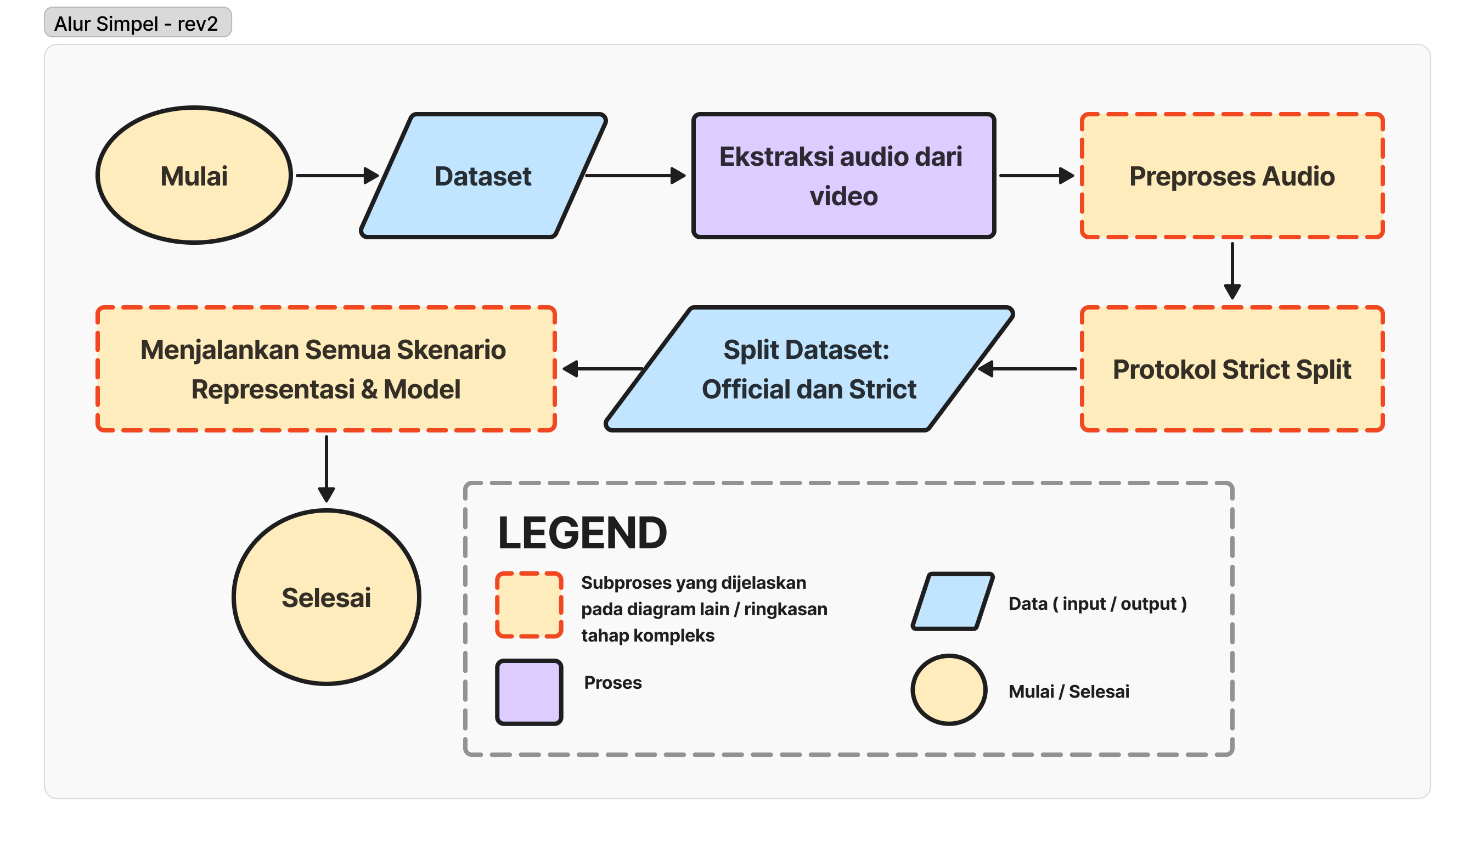 Alur Simpel - rev2
Mulai
Dataset
Ekstraksi audio dari
video
Preproses Audio
Menjalankan Semua Skenario
Representasi & Model
Split Dataset:
Official dan Strict
Protokol Strict Split
Selesai
LEGEND
Subproses yang dijelaskan
pada diagram lain / ringkasan
tahap kompleks
Data ( input / output )
Proses
Mulai / Selesai